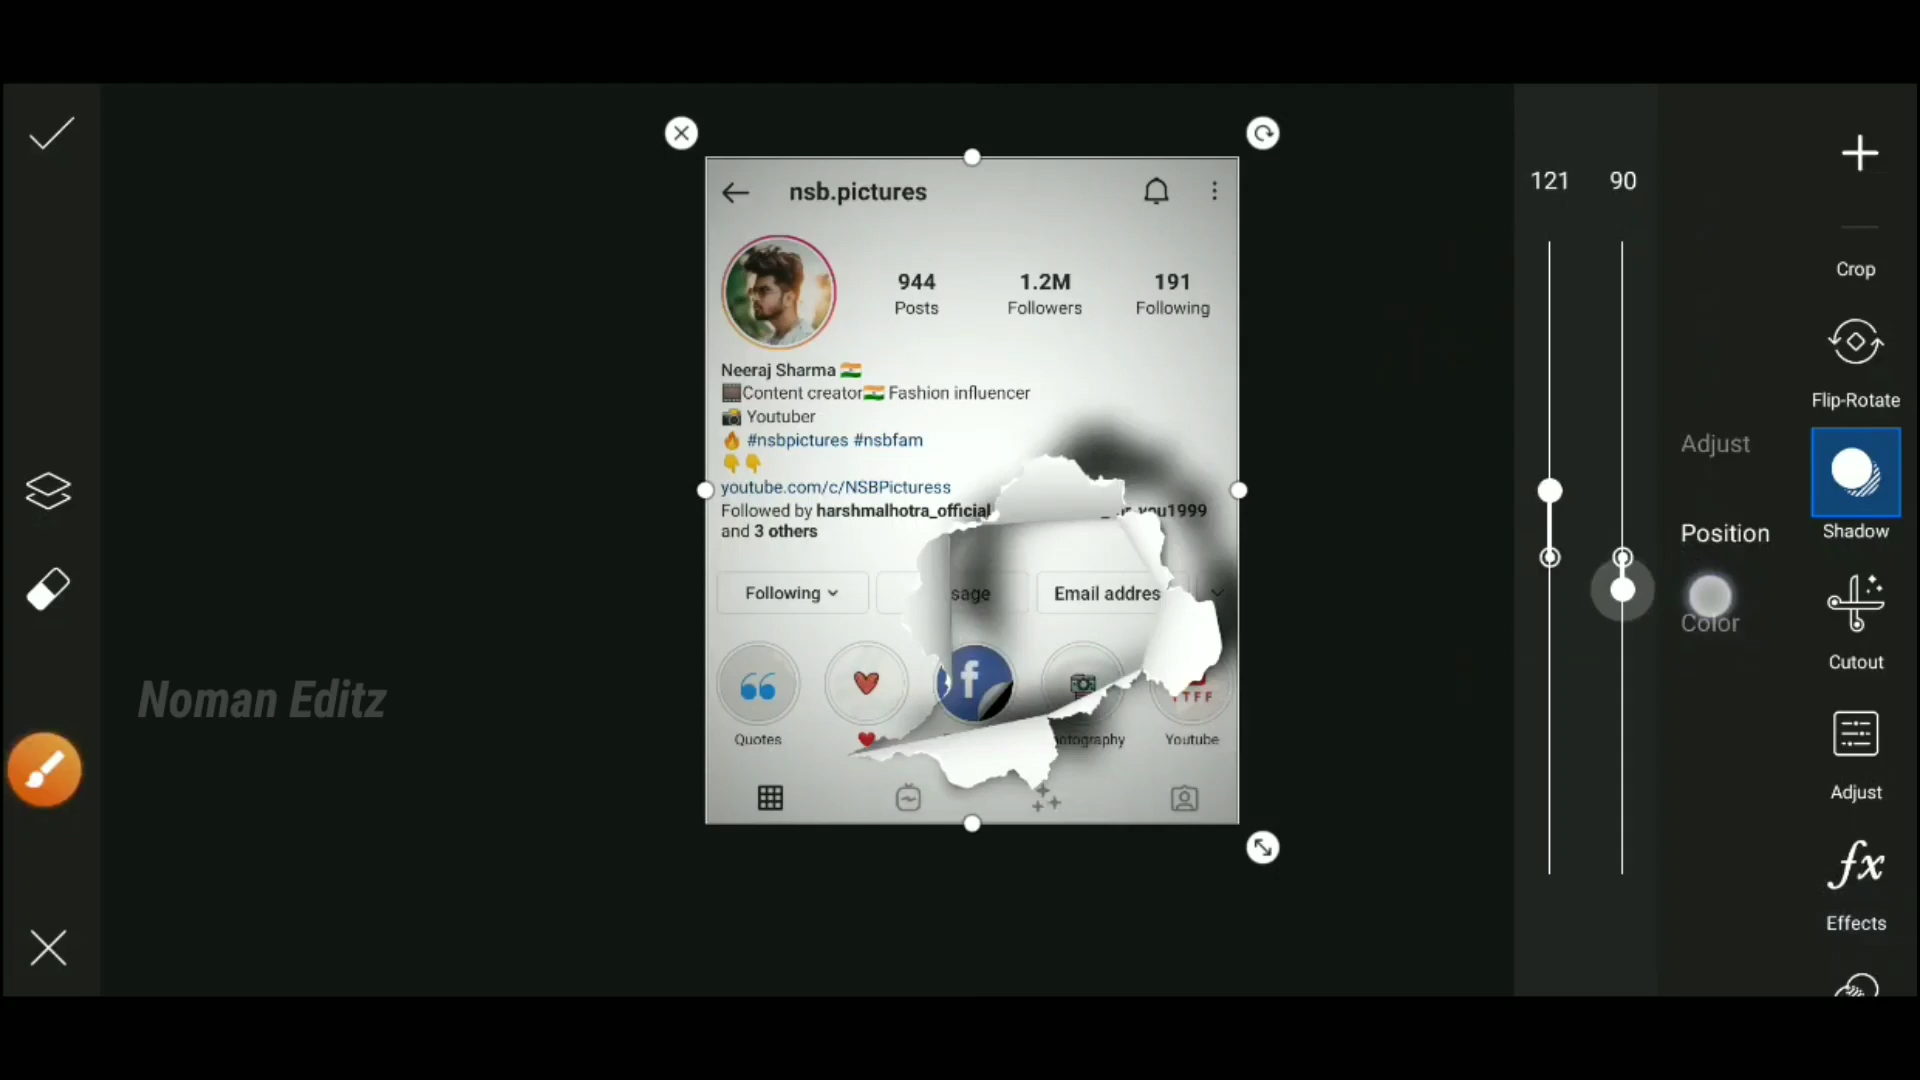 121 90
nsb.pictures
944 1.2M 191
Posts Followers Following
Neeraj Sharma 🇮🇳
Content creator🇮🇳 Fashion influencer
📸 Youtuber
🔥 #nsbpictures #nsbfam
👇👇
youtube.com/c/NSBPicturess
Followed by harshmalhotra_official
and 3 others
Following Email addres
Quotes Youtube
Noman Editz
Adjust
Position
Color
Crop
Flip-Rotate
Shadow
Cutout
Adjust
fx
Effects